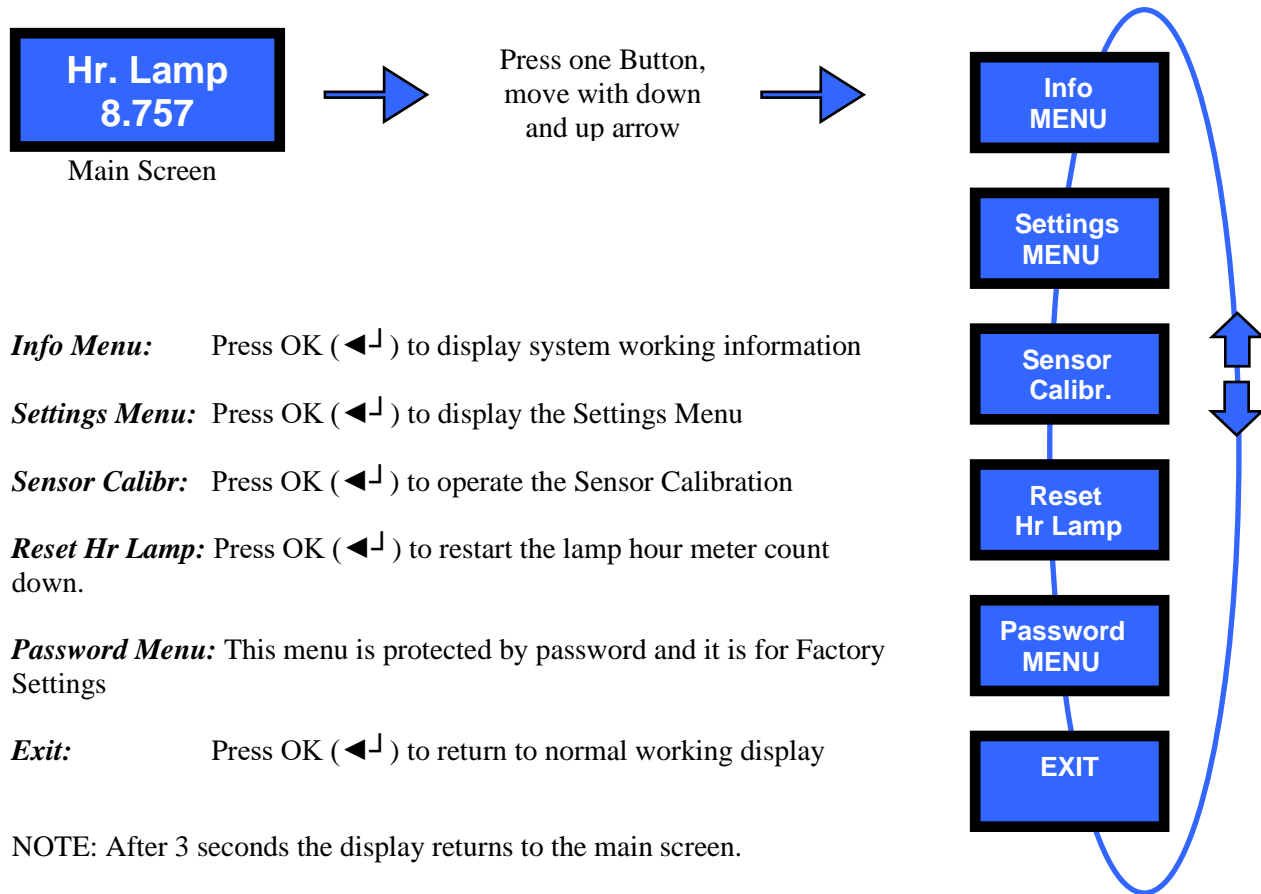 Hr. Lamp
8.757
Main Screen
Press one Button,
move with down
and up arrow
Info
MENU
Settings
MENU
Sensor
Calibr.
Reset
Hr Lamp
Password
MENU
EXIT
Info Menu: Press OK (◄┘) to display system working information
Settings Menu: Press OK (◄┘) to display the Settings Menu
Sensor Calibr: Press OK (◄┘) to operate the Sensor Calibration
Reset Hr Lamp: Press OK (◄┘) to restart the lamp hour meter count
down.
Password Menu: This menu is protected by password and it is for Factory
Settings
Exit: Press OK (◄┘) to return to normal working display
NOTE: After 3 seconds the display returns to the main screen.